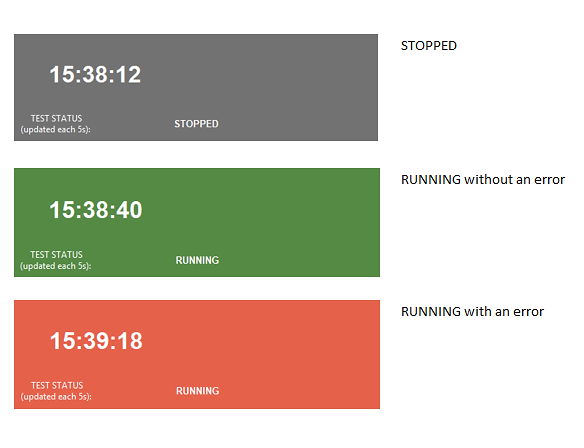 15:38:12
STOPPED
TEST STATUS
(updated each 5s):
STOPPED
15:38:40
RUNNING without an error
TEST STATUS
(updated each 5s):
RUNNING
15:39:18
RUNNING with an error
TEST STATUS
(updated each 5s):
RUNNING